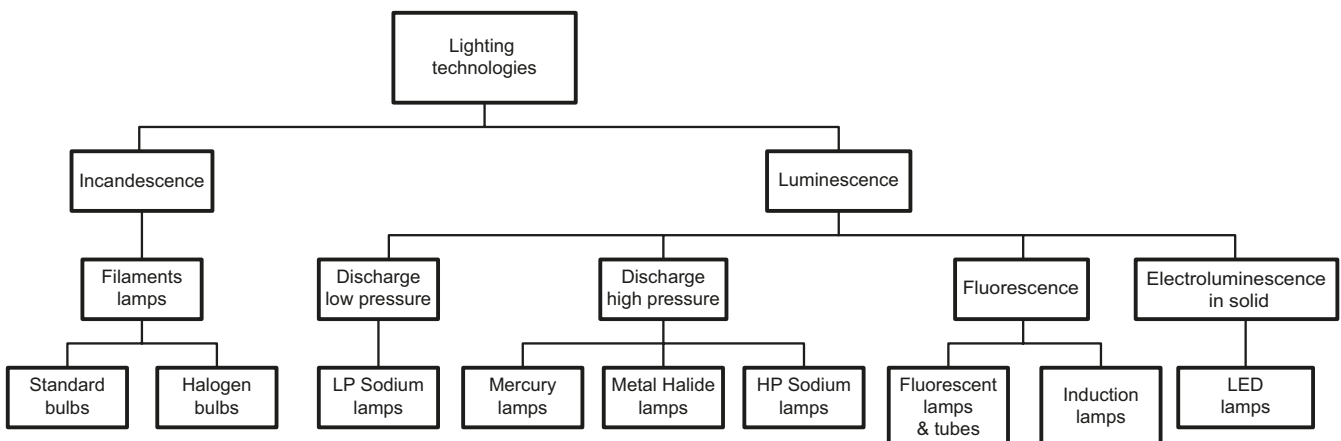 Lighting
technologies
Incandescence
Luminescence
Filaments
lamps
Discharge
low pressure
Discharge
high pressure
Fluorescence
Electroluminescence
in solid
Standard
bulbs
Halogen
bulbs
LP Sodium
lamps
Mercury
lamps
Metal Halide
lamps
HP Sodium
lamps
Fluorescent
lamps
& tubes
Induction
lamps
LED
lamps